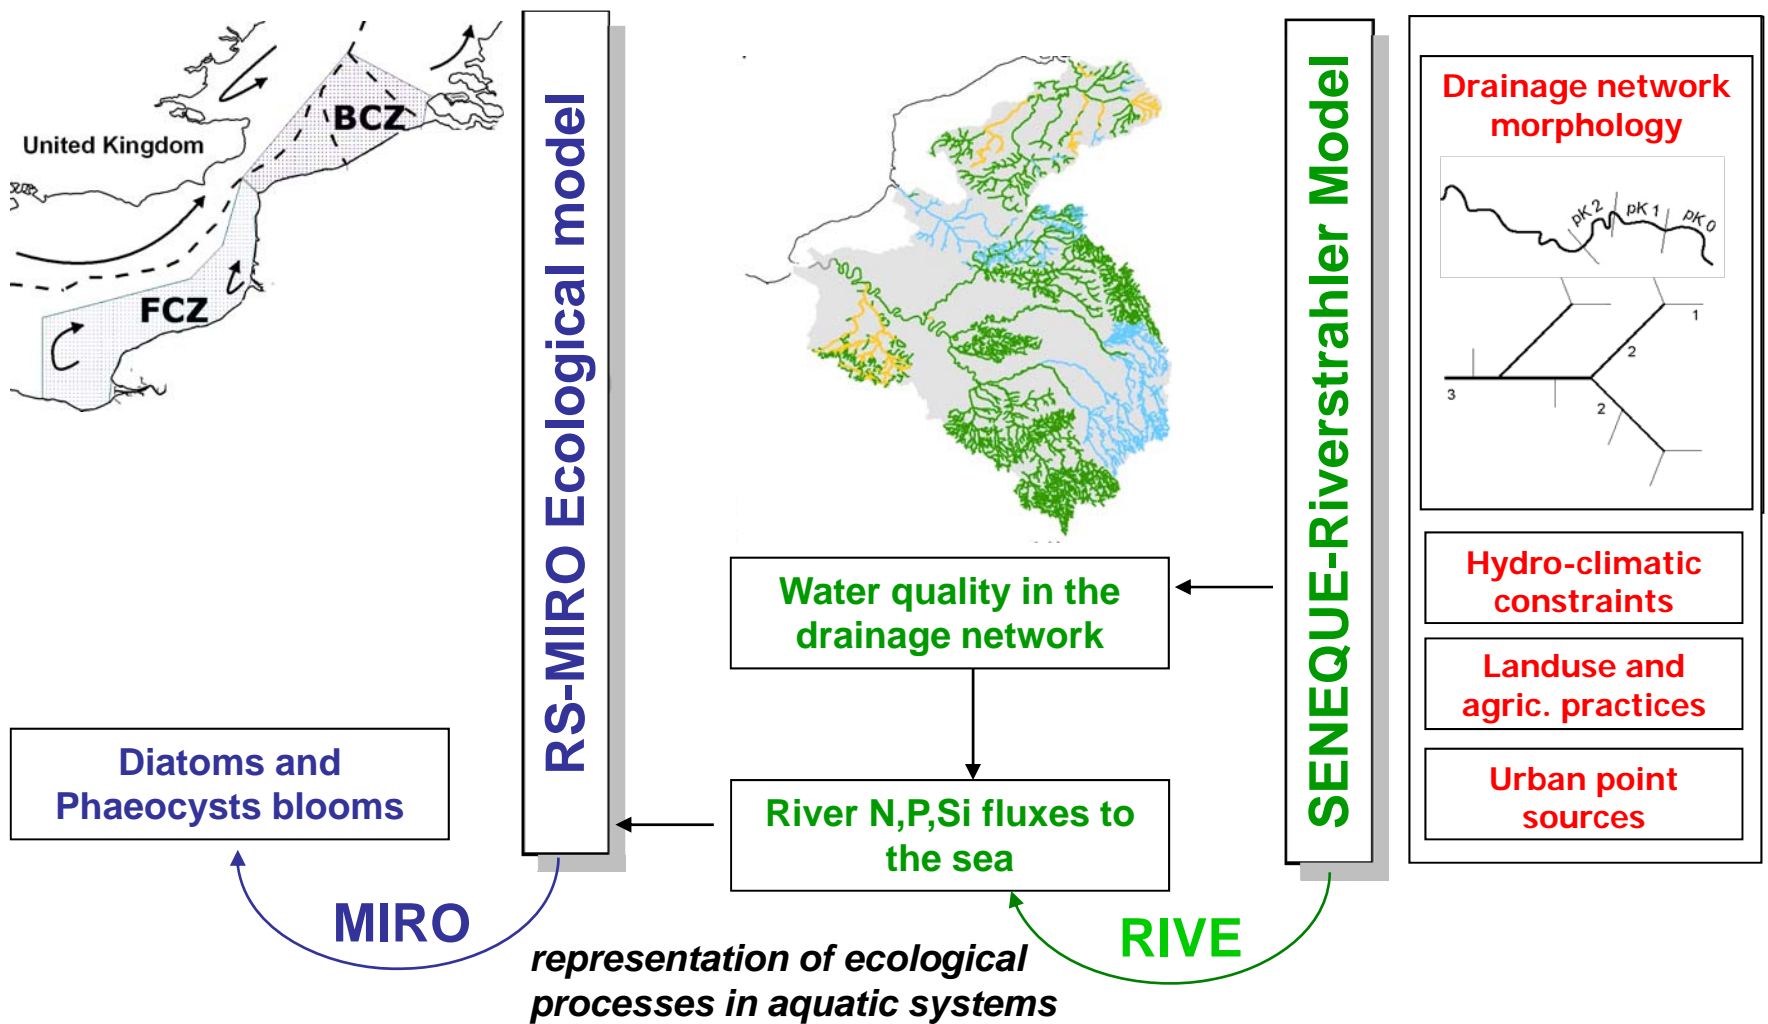 United Kingdom
BCZ
FCZ
RS-MIRO Ecological model
Diatoms and
Phaeocysts blooms
MIRO
Water quality in the
drainage network
River N,P,Si fluxes to
the sea
representation of ecological
processes in aquatic systems
RIVE
SENEQUE-Riverstrahler Model
Drainage network
morphology
pK 2
pK 1
pK 0
1
2
3
2
Hydro-climatic
constraints
Landuse and
agric. practices
Urban point
sources